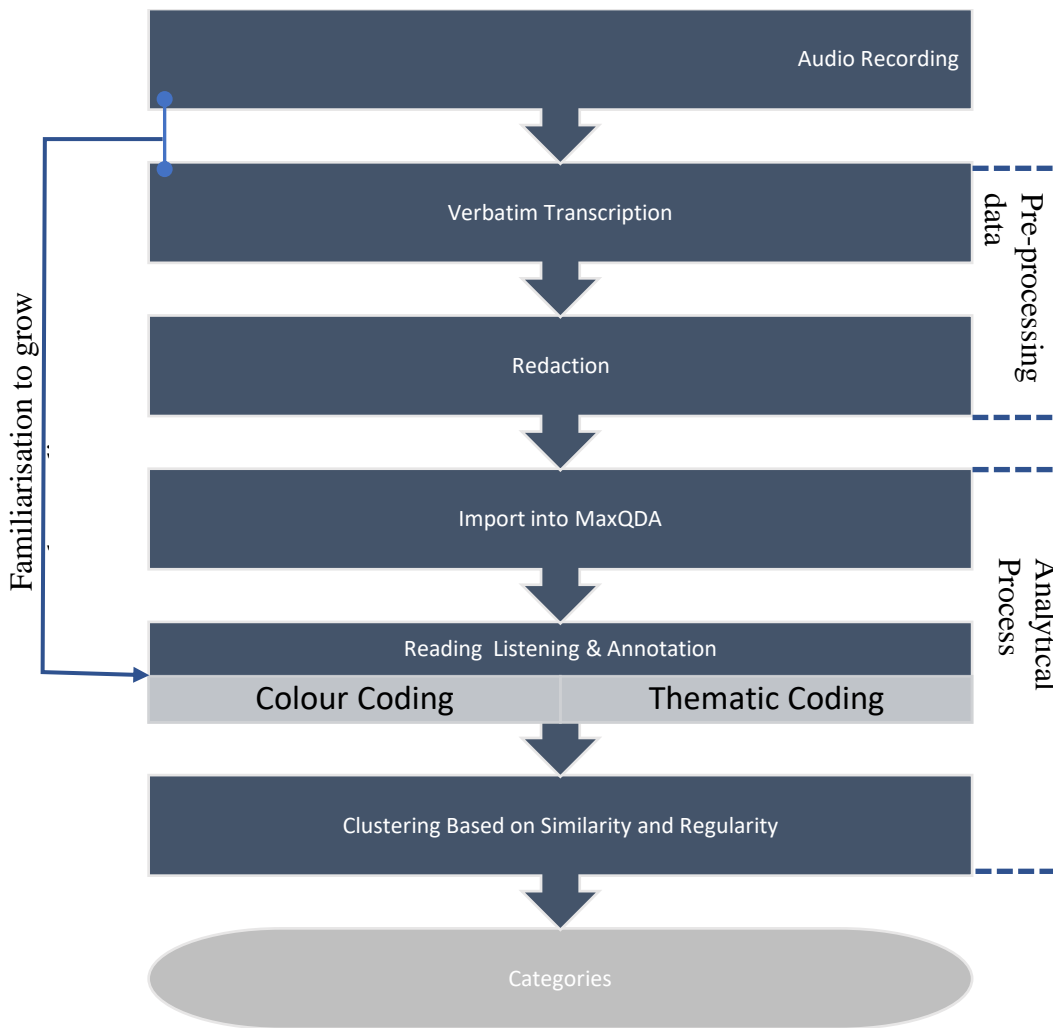 Audio Recording
Verbatim Transcription
Redaction
Import into MaxQDA
Reading Listening & Annotation
Colour Coding
Thematic Coding
Clustering Based on Similarity and Regularity
Categories
Familiarisation to grow
Pre-processing
data
Analytical
Process